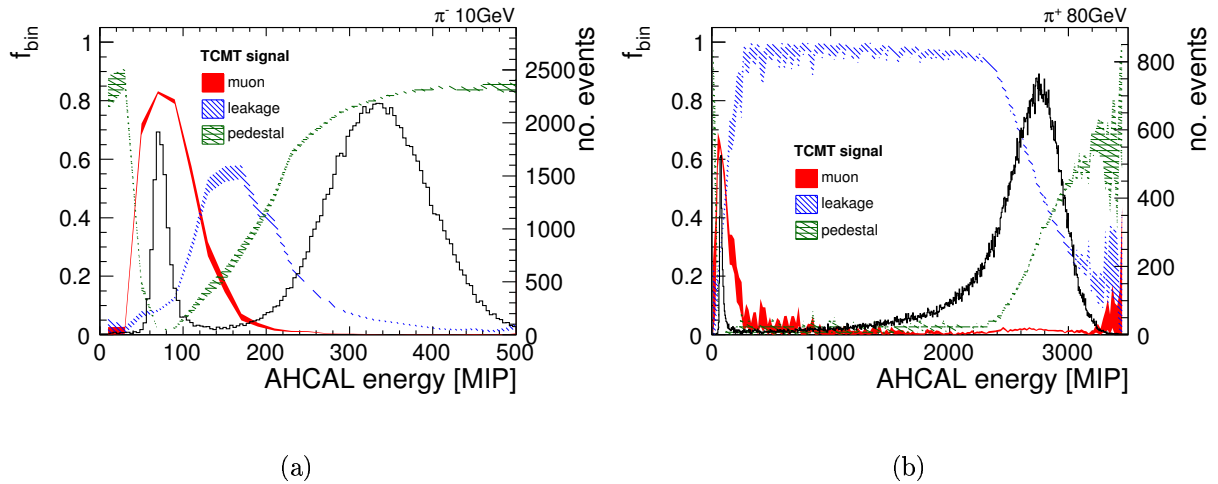 π⁻ 10GeV
f_bin
1
0.8
0.6
0.4
0.2
0
TCMT signal
muon
leakage
pedestal
2500
2000
1500
1000
500
0
no. events
0 100 200 300 400 500
AHCAL energy [MIP]
(a)
π⁺ 80GeV
f_bin
1
0.8
0.6
0.4
0.2
0
TCMT signal
muon
leakage
pedestal
800
600
400
200
0
no. events
0 1000 2000 3000
AHCAL energy [MIP]
(b)